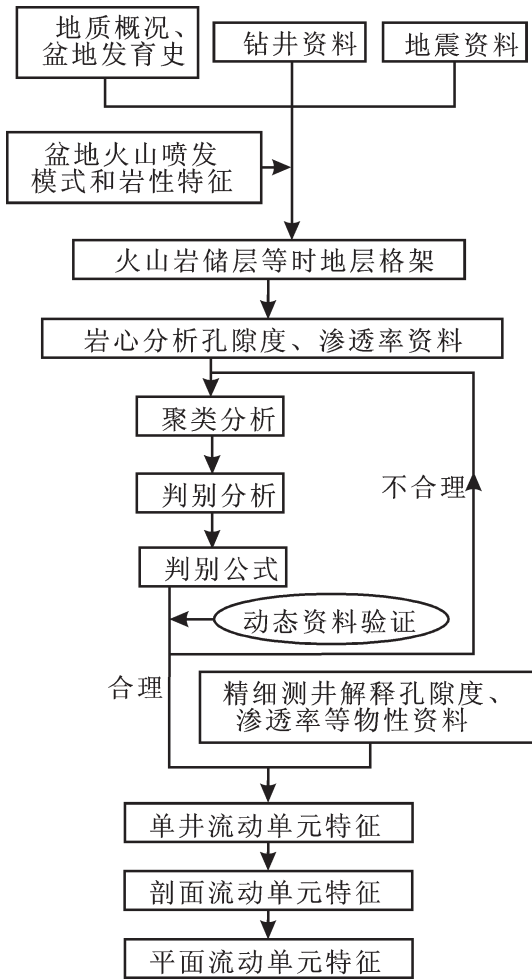 地质概况、
盆地发育史
钻井资料
地震资料
盆地火山喷发
模式和岩性特征
火山岩储层等时地层格架
岩心分析孔隙度、渗透率资料
聚类分析
判别分析
不合理
判别公式
动态资料验证
合理
精细测井解释孔隙度、
渗透率等物性资料
单井流动单元特征
剖面流动单元特征
平面流动单元特征